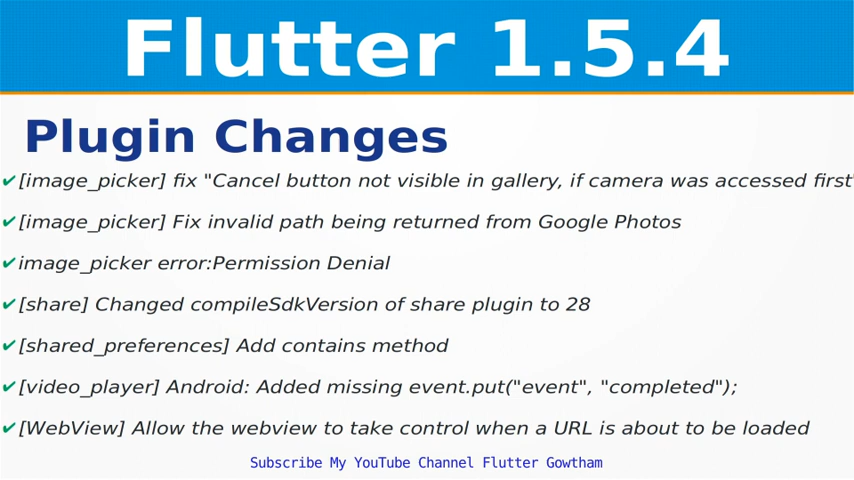 Flutter 1.5.4
Plugin Changes
✔[image_picker] fix "Cancel button not visible in gallery, if camera was accessed first"
✔[image_picker] Fix invalid path being returned from Google Photos
✔image_picker error:Permission Denial
✔[share] Changed compileSdkVersion of share plugin to 28
✔[shared_preferences] Add contains method
✔[video_player] Android: Added missing event.put("event", "completed");
✔[WebView] Allow the webview to take control when a URL is about to be loaded
Subscribe My YouTube Channel Flutter Gowtham